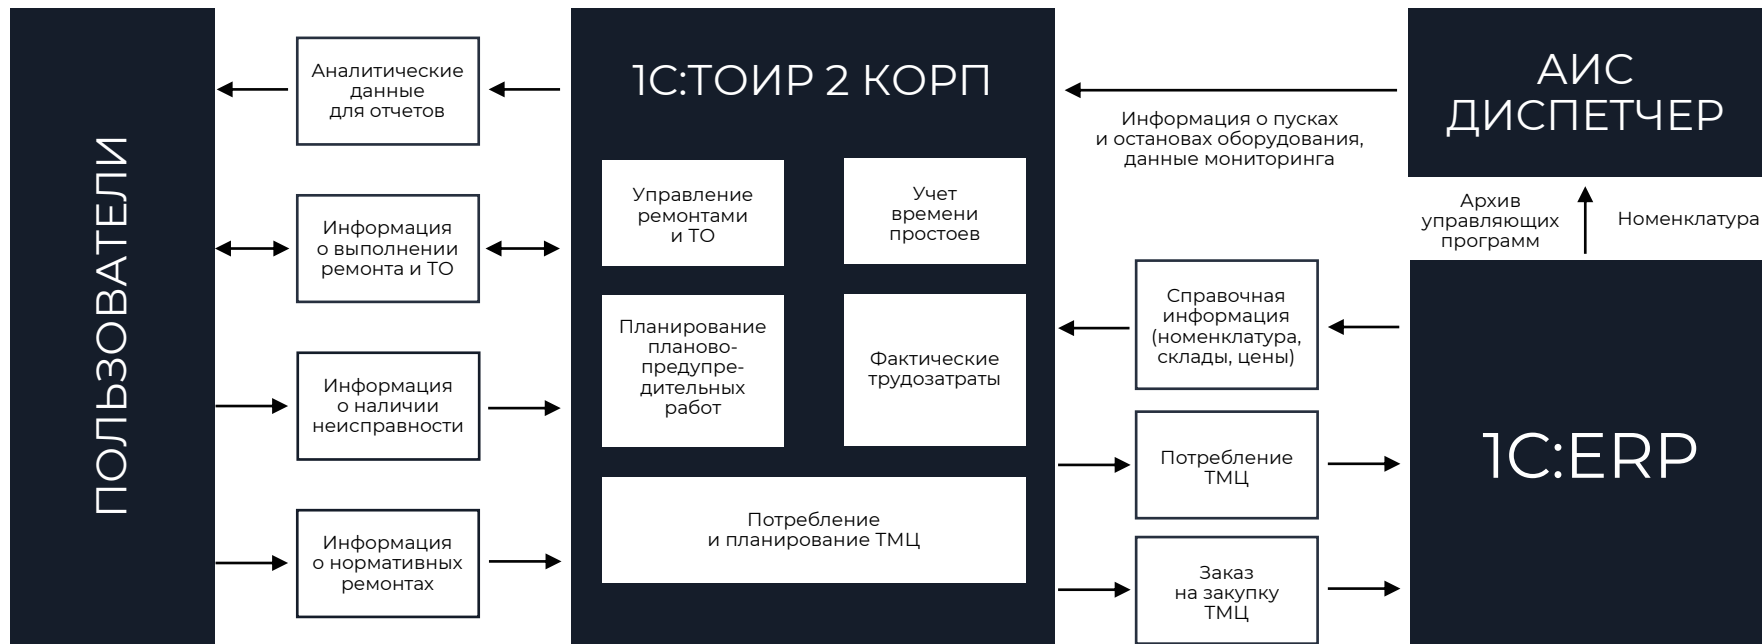 ПОЛЬЗОВАТЕЛИ
Аналитические
данные
для отчетов
Информация
о выполнении
ремонта и ТО
Информация
о наличии
неисправности
Информация
о нормативных
ремонтах
1С:ТОИР 2 КОРП
Управление
ремонтами
и ТО
Учет
времени
простоев
Планирование
планово-
предупре-
дительных
работ
Фактические
трудозатраты
Потребление
и планирование ТМЦ
Информация о пусках
и остановах оборудования,
данные мониторинга
Справочная
информация
(номенклатура,
склады, цены)
Потребление
ТМЦ
Заказ
на закупку
ТМЦ
АИС
ДИСПЕТЧЕР
Архив
управляющих
программ
Номенклатура
1С:ERP